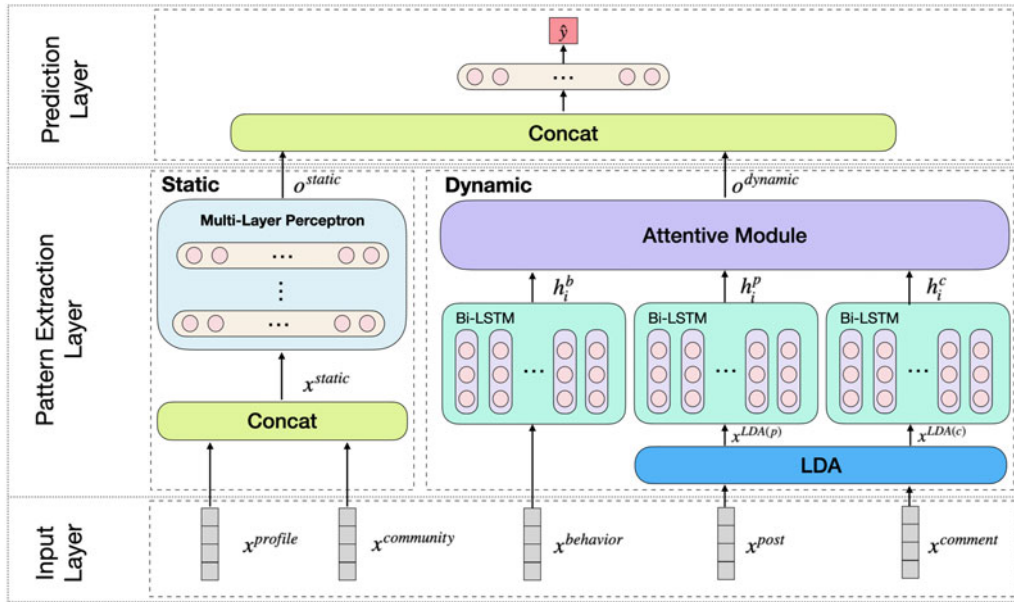 Prediction
Layer
ŷ
...
Concat
Static
o^static
Dynamic
o^dynamic
Pattern Extraction
Layer
Multi-Layer Perceptron
...
...
...
Attentive Module
h_i^b
h_i^p
h_i^c
Bi-LSTM
Bi-LSTM
Bi-LSTM
...
...
...
x^static
Concat
x^LDA(p)
x^LDA(c)
LDA
Input
Layer
x^profile
x^community
x^behavior
x^post
x^comment